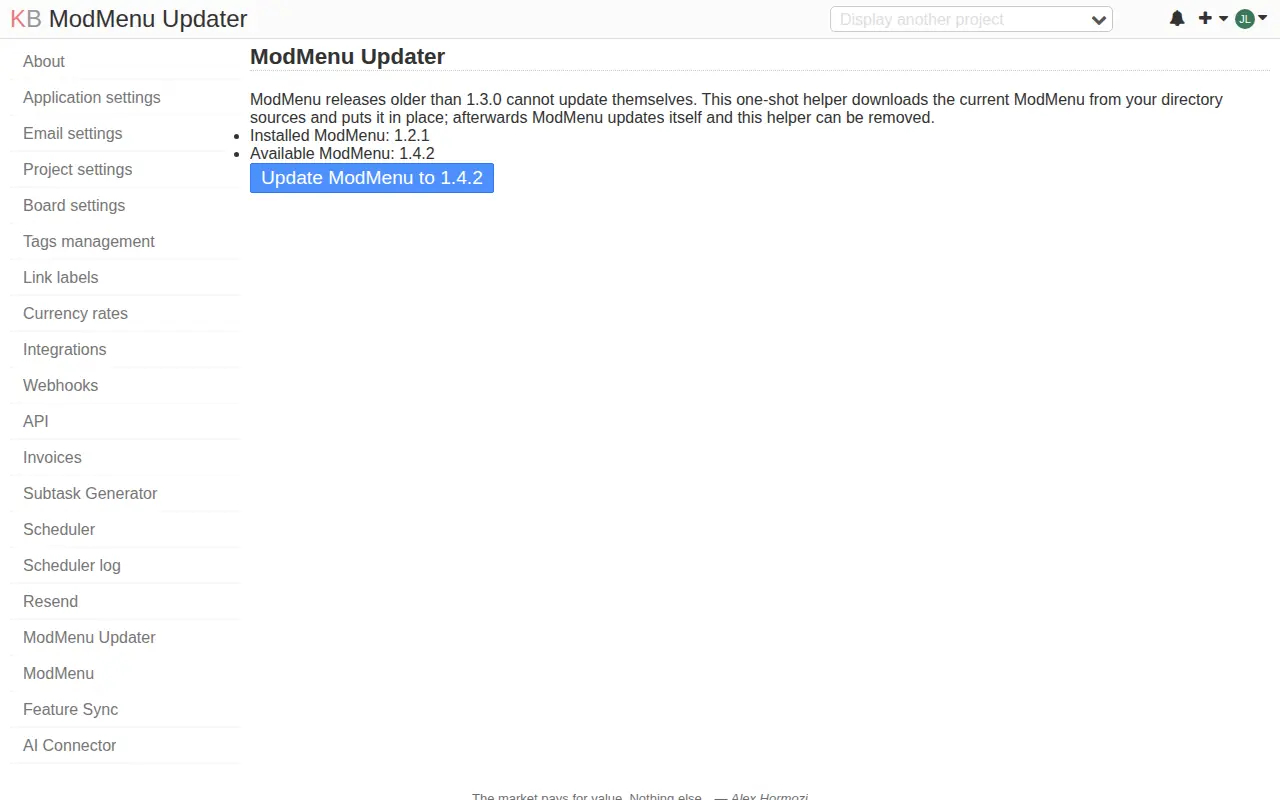 KB ModMenu Updater
Display another project
JL
About
Application settings
Email settings
Project settings
Board settings
Tags management
Link labels
Currency rates
Integrations
Webhooks
API
Invoices
Subtask Generator
Scheduler
Scheduler log
Resend
ModMenu Updater
ModMenu
Feature Sync
AI Connector
ModMenu Updater
ModMenu releases older than 1.3.0 cannot update themselves. This one-shot helper downloads the current ModMenu from your directory
sources and puts it in place; afterwards ModMenu updates itself and this helper can be removed.
Installed ModMenu: 1.2.1
Available ModMenu: 1.4.2
Update ModMenu to 1.4.2
The market pays for value. Nothing else. — Alex Hormozi